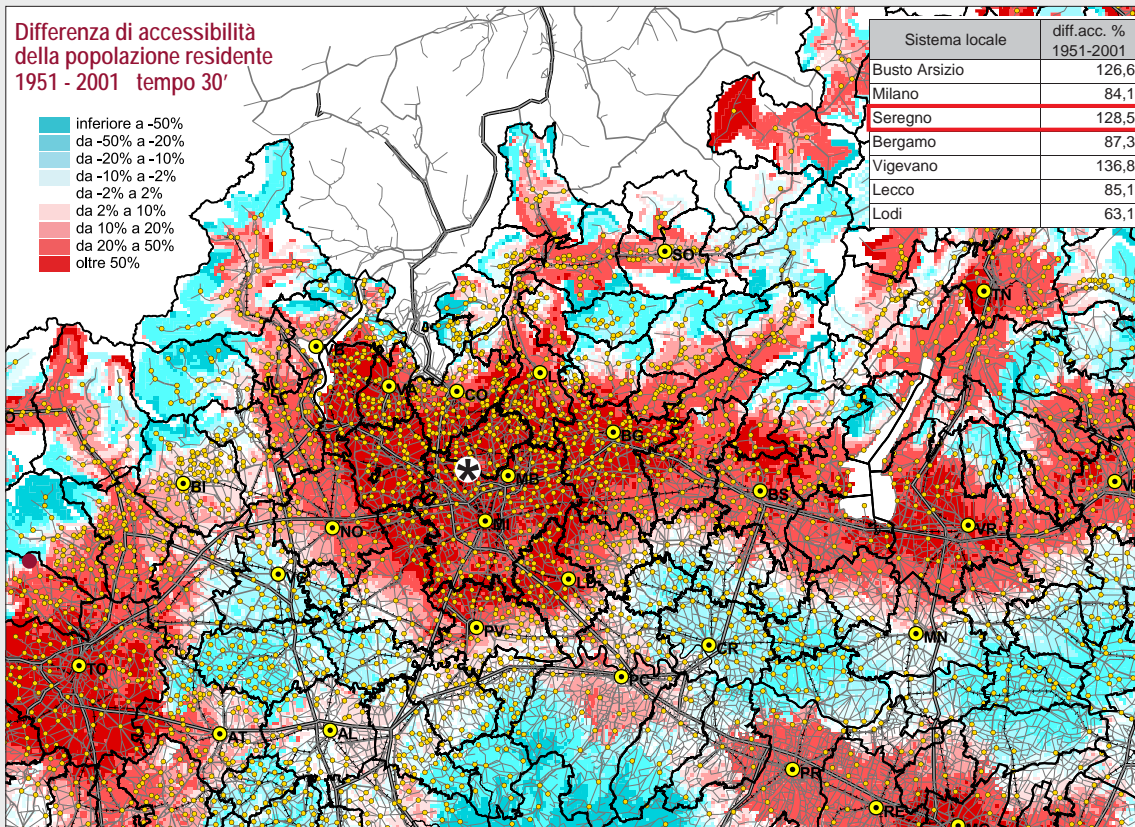 Differenza di accessibilità
della popolazione residente
1951 - 2001 tempo 30'
inferiore a -50%
da -50% a -20%
da -20% a -10%
da -10% a -2%
da -2% a 2%
da 2% a 10%
da 10% a 20%
da 20% a 50%
oltre 50%
Sistema locale diff.acc. % 1951-2001
Busto Arsizio 126,6
Milano 84,1
Seregno 128,5
Bergamo 87,3
Vigevano 136,8
Lecco 85,1
Lodi 63,1
SO
TN
VB
VA
CO
BG
MB
BI
BS
VR
NO
MI
VC
LO
PV
MN
CR
TO
PC
AT
AL
PR
RE